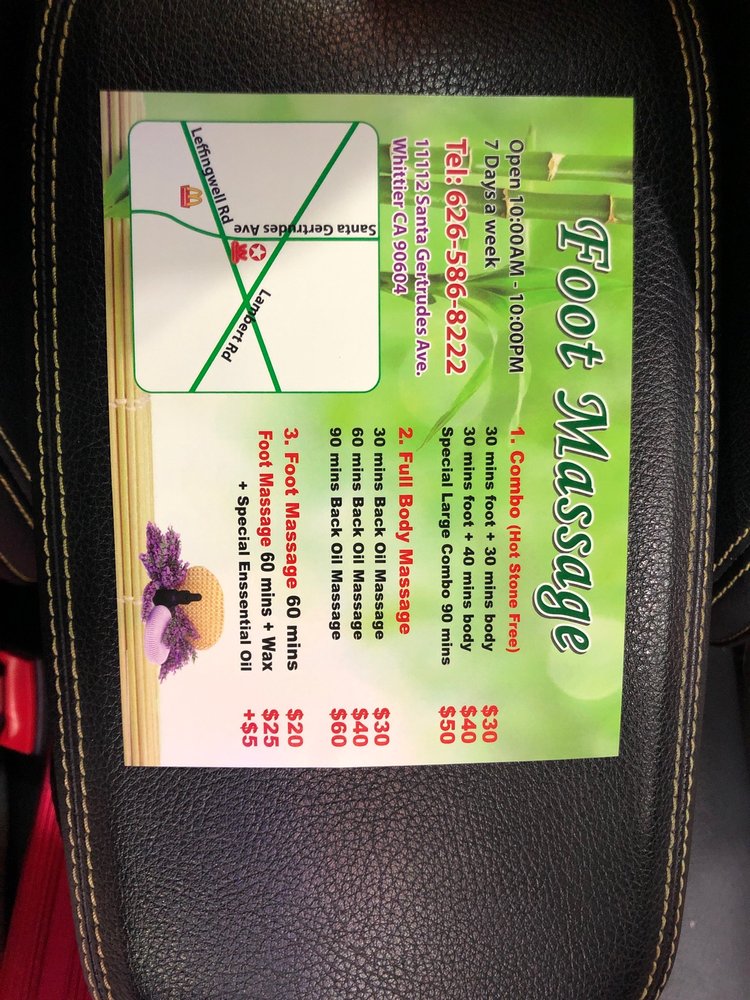 Foot Massage
Open 10:00AM - 10:00PM
7 Days a week
Tel: 626-586-8222
11112 Santa Gertrudes Ave.
Whittier CA 90604
Leffingwell Rd
Santa Gertrudes Ave
Lambert Rd
1. Combo (Hot Stone Free)
30 mins foot + 30 mins body $30
30 mins foot + 40 mins body $40
Special Large Combo 90 mins $50
2. Full Body Massage
30 mins Back Oil Massage $30
60 mins Back Oil Massage $40
90 mins Back Oil Massage $60
3. Foot Massage 60 mins $20
Foot Massage 60 mins + Wax $25
+ Special Enssential Oil +$5